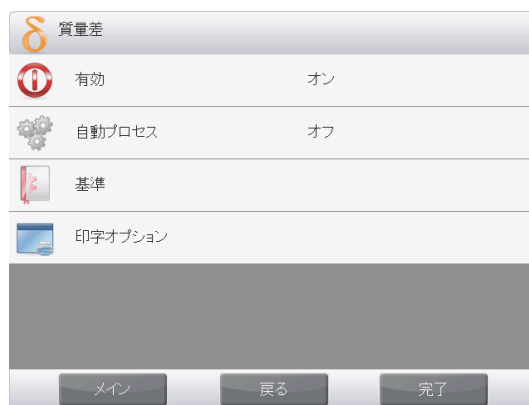 δ 質量差
有効 オン
自動プロセス オフ
基準
印字オプション
メイン 戻る 完了